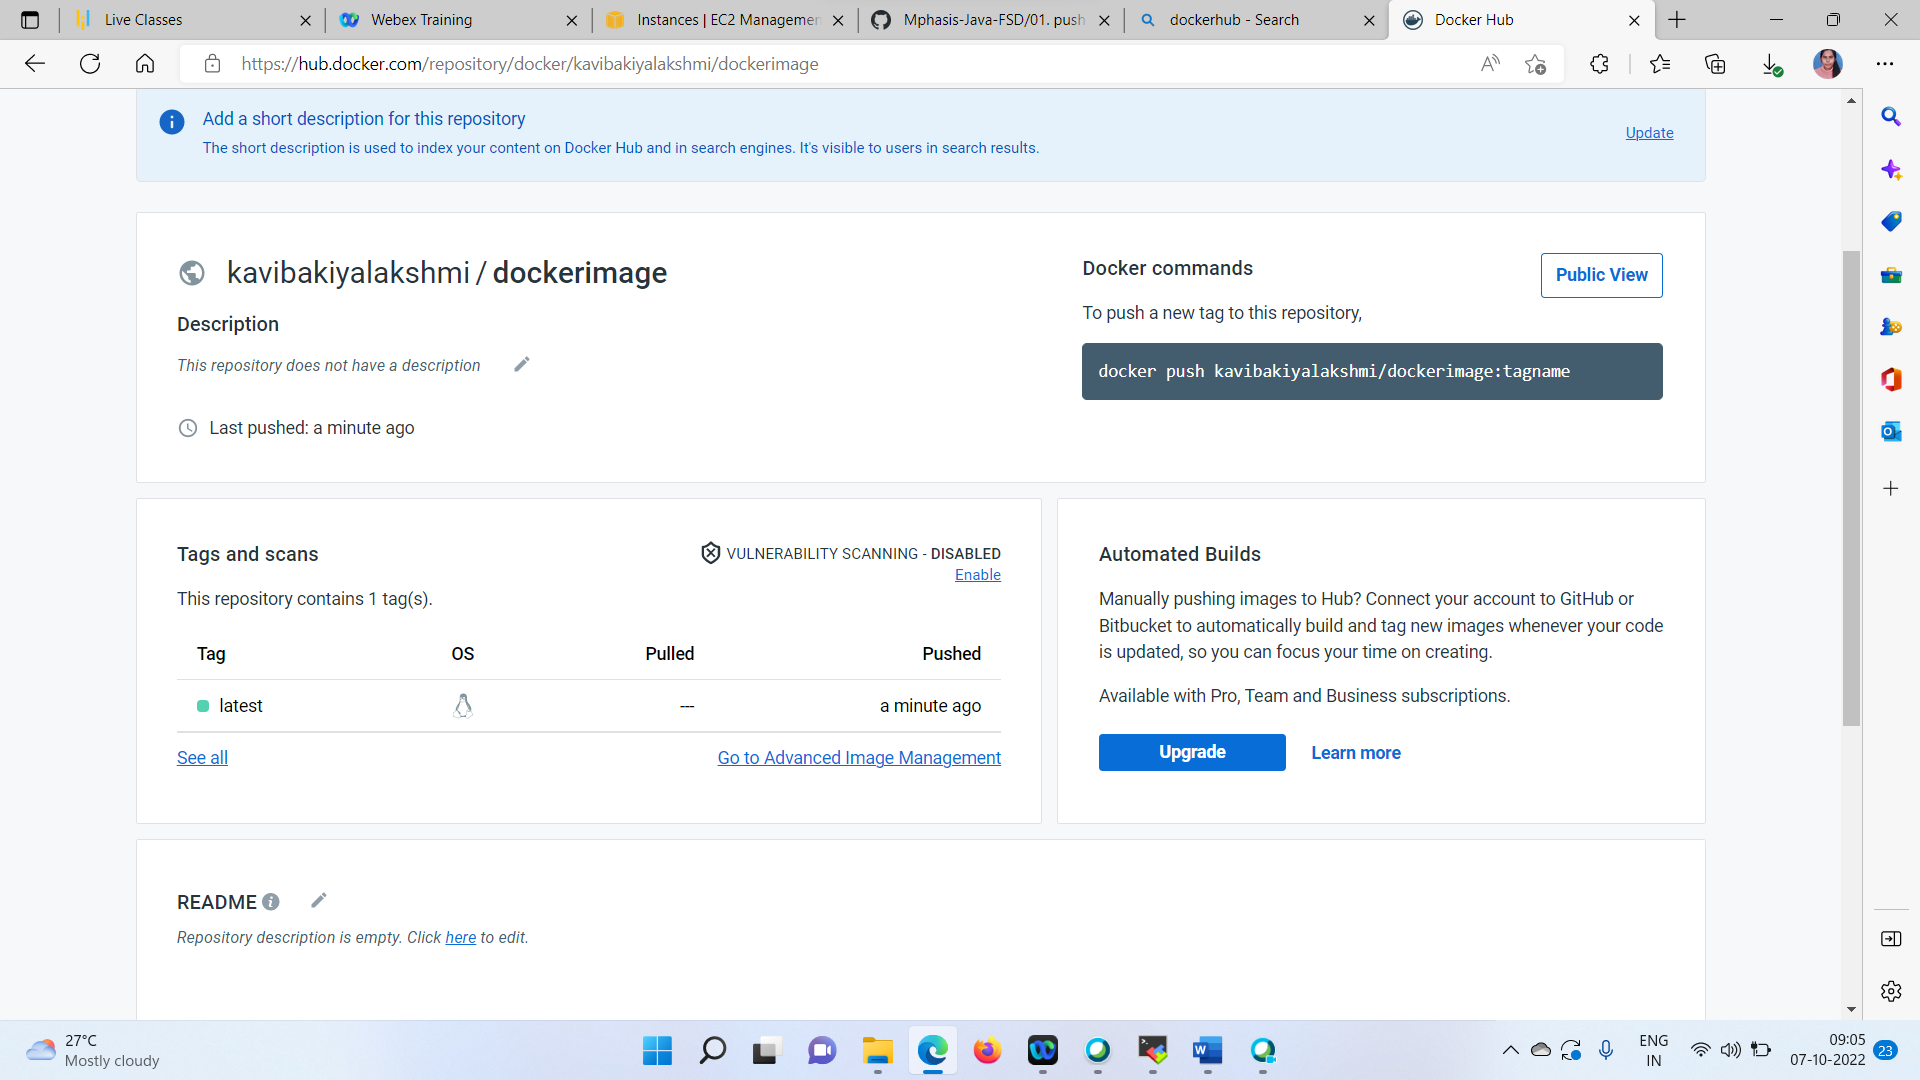 Live Classes
Webex Training
Instances | EC2 Managemen
Mphasis-Java-FSD/01. push
dockerhub - Search
Docker Hub
https://hub.docker.com/repository/docker/kavibakiyalakshmi/dockerimage
Add a short description for this repository
The short description is used to index your content on Docker Hub and in search engines. It's visible to users in search results.
Update
kavibakiyalakshmi / dockerimage
Description
This repository does not have a description
Last pushed: a minute ago
Docker commands
Public View
To push a new tag to this repository,
docker push kavibakiyalakshmi/dockerimage:tagname
Tags and scans
VULNERABILITY SCANNING - DISABLED
Enable
This repository contains 1 tag(s).
Tag OS Pulled Pushed
latest --- a minute ago
See all
Go to Advanced Image Management
Automated Builds
Manually pushing images to Hub? Connect your account to GitHub or
Bitbucket to automatically build and tag new images whenever your code
is updated, so you can focus your time on creating.
Available with Pro, Team and Business subscriptions.
Upgrade
Learn more
README
Repository description is empty. Click here to edit.
27°C
Mostly cloudy
ENG
IN
09:05
07-10-2022
23